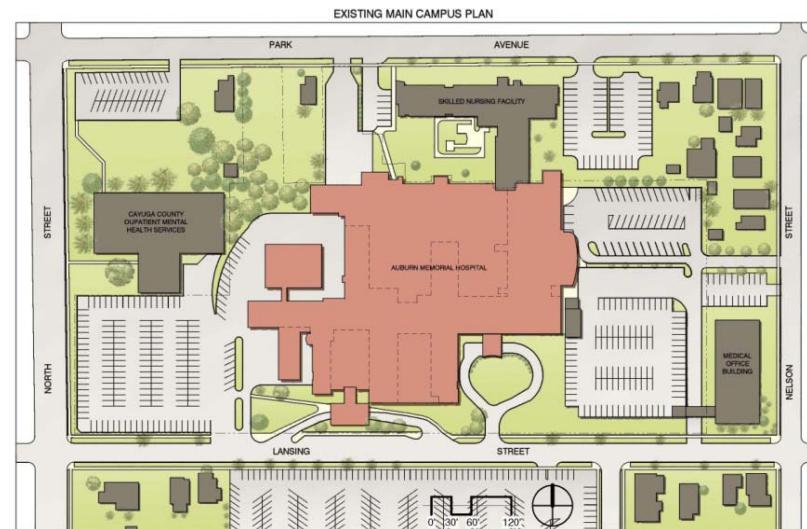 EXISTING MAIN CAMPUS PLAN
PARK AVENUE
SKILLED NURSING FACILITY
CAYUGA COUNTY
OUPATIENT MENTAL
HEALTH SERVICES
STREET
STREET
AUBURN MEMORIAL HOSPITAL
NORTH
MEDICAL
OFFICE
BUILDING
NELSON
LANSING STREET
0' 30' 60' 120'